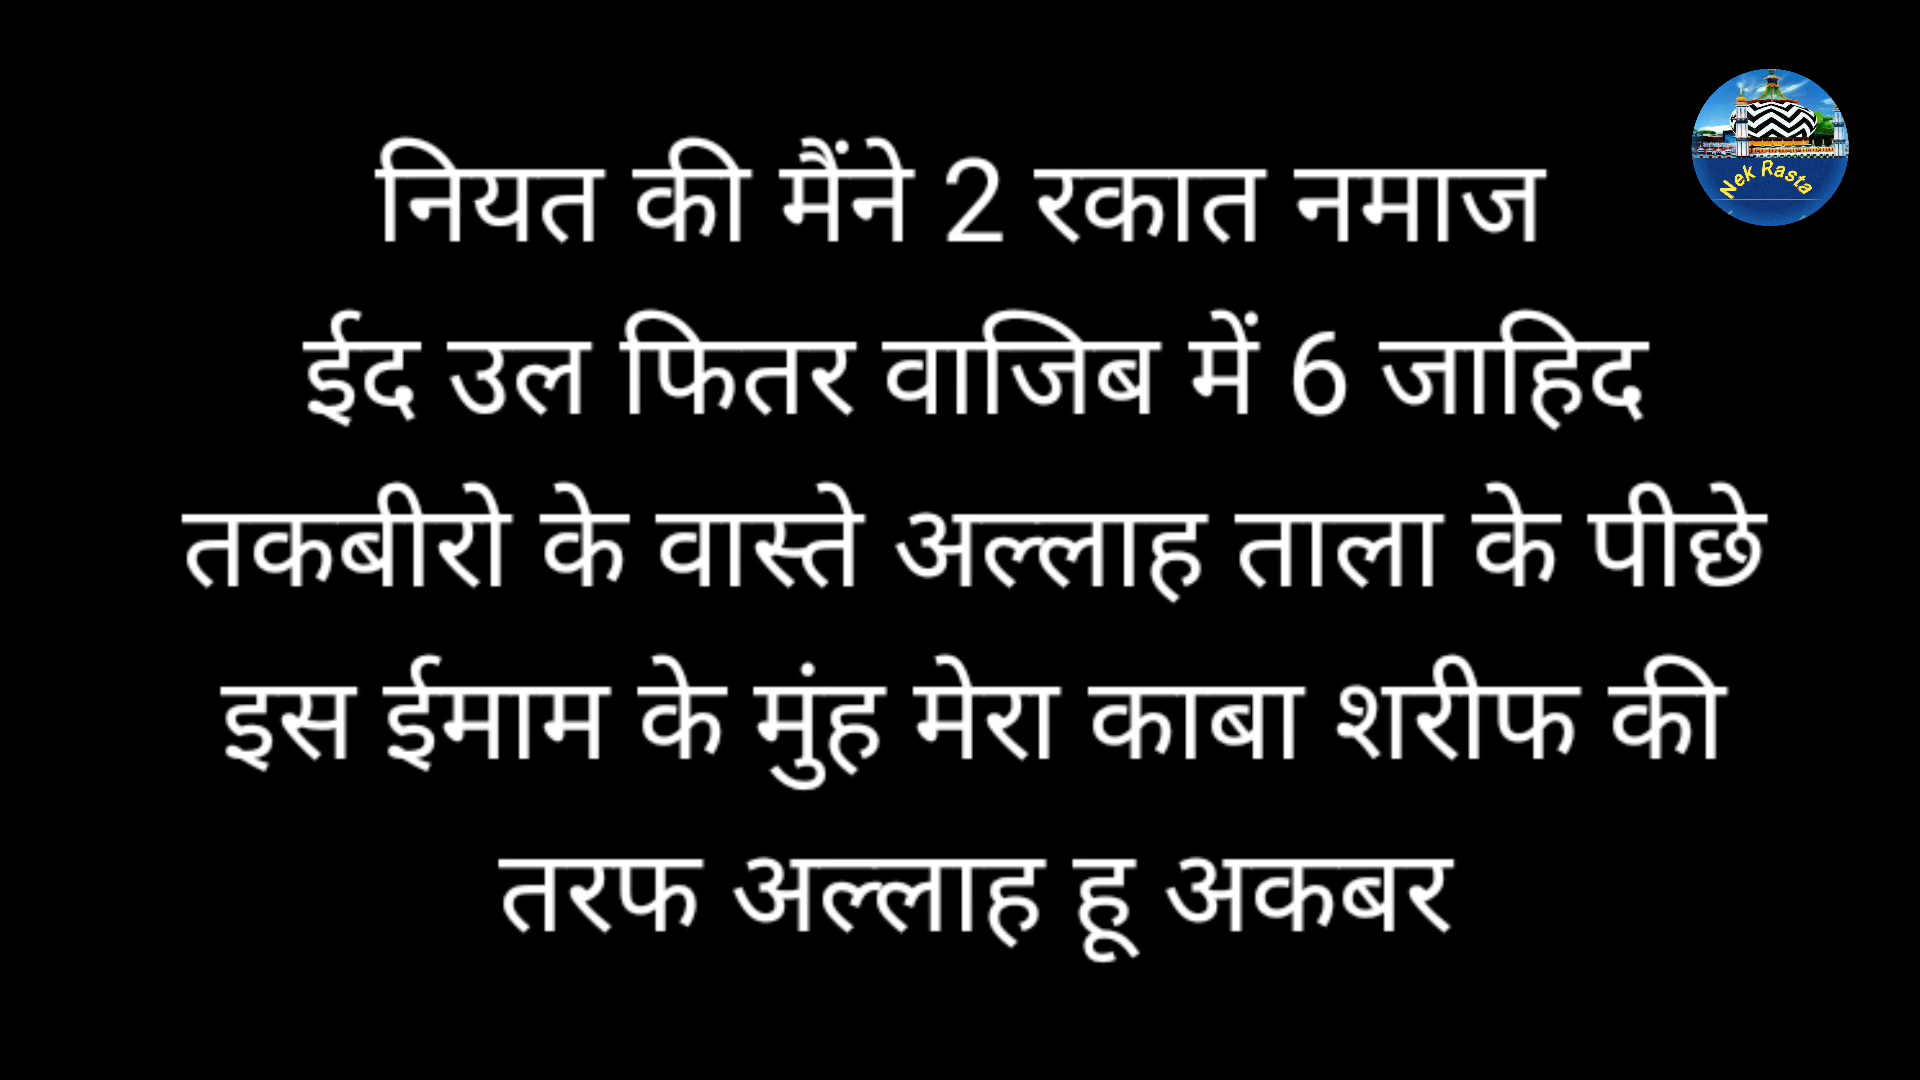 नियत की मैंने 2 रकात नमाज
ईद उल फितर वाजिब में 6 जाहिद
तकबीरो के वास्ते अल्लाह ताला के पीछे
इस ईमाम के मुंह मेरा काबा शरीफ की
तरफ अल्लाह हू अकबर
Nek Rasta